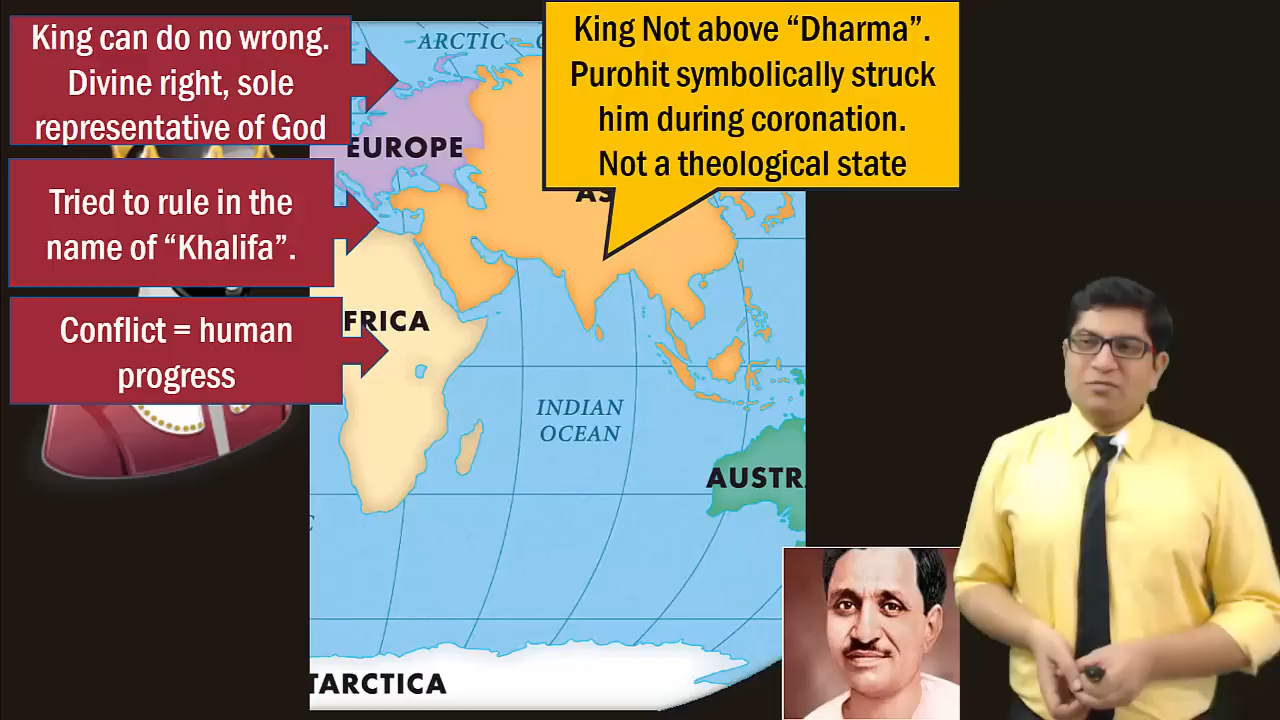 King can do no wrong.
Divine right, sole
representative of God
Tried to rule in the
name of “Khalifa”.
Conflict = human
progress
King Not above “Dharma”.
Purohit symbolically struck
him during coronation.
Not a theological state
ARCTIC
EUROPE
AS
FRICA
INDIAN
OCEAN
AUSTRA
TARCTICA